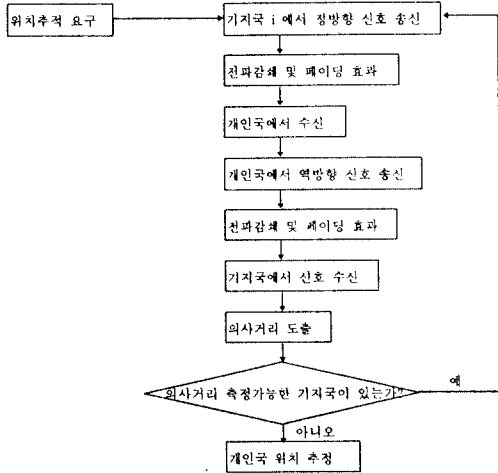 위치추적 요구
기지국 i 에서 정방향 신호 송신
전파감쇄 및 페이딩 효과
개인국에서 수신
개인국에서 역방향 신호 송신
전파감쇄 및 페이딩 효과
기지국에서 신호 수신
의사거리 도출
의사거리 측정가능한 기지국이 있는가?
예
아니오
개인국 위치 추정